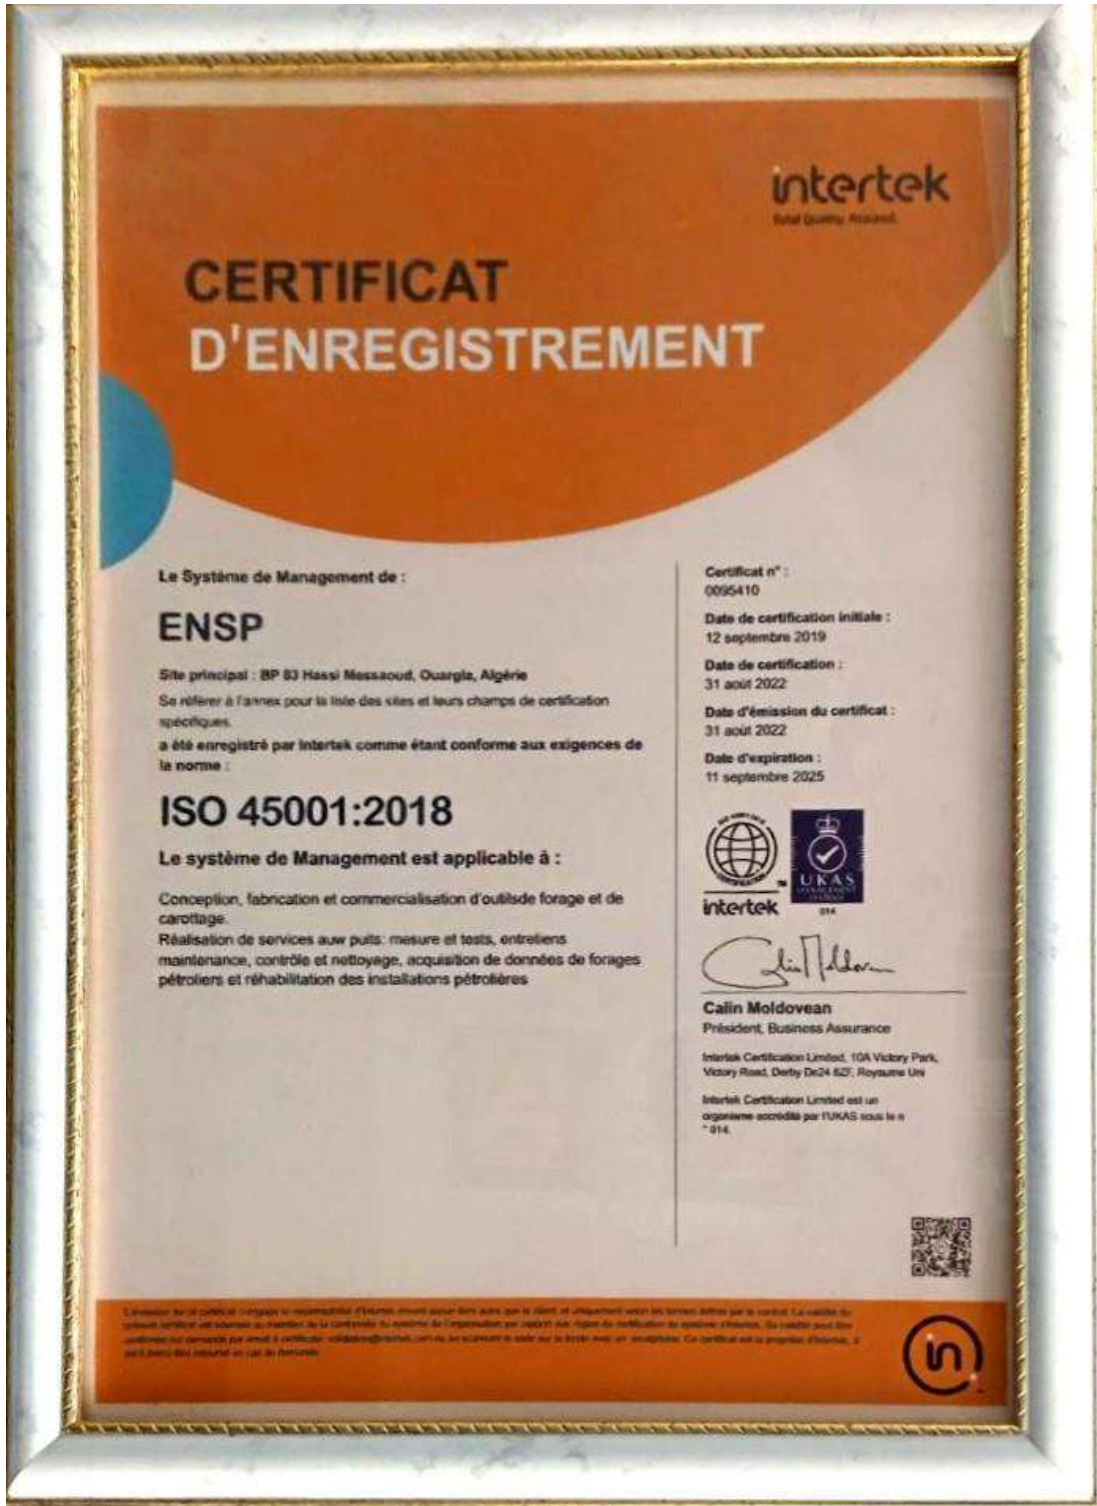 intertek
Total Quality. Assured.
CERTIFICAT
D'ENREGISTREMENT
Le Système de Management de :
ENSP
Site principal : BP 83 Hassi Messaoud, Ouargla, Algérie
Se référer à l'annex pour la liste des sites et leurs champs de certification
spécifiques.
a été enregistré par Intertek comme étant conforme aux exigences de
la norme :
ISO 45001:2018
Le système de Management est applicable à :
Conception, fabrication et commercialisation d'outilsde forage et de
carottage.
Réalisation de services auw puits: mesure et tests, entretiens
maintenance, contrôle et nettoyage, acquisition de données de forages
pétroliers et réhabilitation des installations pétrolières
Certificat n° :
0095410
Date de certification initiale :
12 septembre 2019
Date de certification :
31 août 2022
Date d'émission du certificat :
31 août 2022
Date d'expiration :
11 septembre 2025
intertek
UKAS
MANAGEMENT
SYSTEMS
014
Calin Moldovean
Président, Business Assurance
Intertek Certification Limited, 10A Victory Park,
Victory Road, Derby De24 8ZF, Royaume Uni
Intertek Certification Limited est un
organisme accrédité par l'UKAS sous le n
° 014.
in